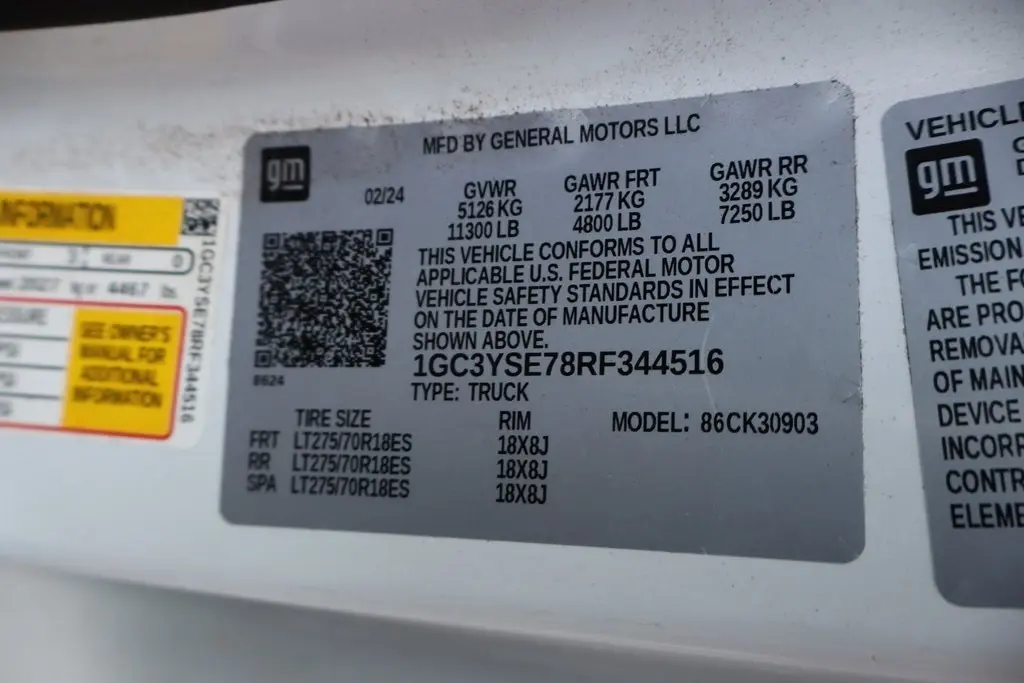 INFORMATION
4467 lbs
SEE OWNER'S
MANUAL FOR
ADDITIONAL
INFORMATION
1GC3YSE78RF344516
gm
MFD BY GENERAL MOTORS LLC
02/24
GVWR GAWR FRT GAWR RR
5126 KG 2177 KG 3289 KG
11300 LB 4800 LB 7250 LB
THIS VEHICLE CONFORMS TO ALL
APPLICABLE U.S. FEDERAL MOTOR
VEHICLE SAFETY STANDARDS IN EFFECT
ON THE DATE OF MANUFACTURE
SHOWN ABOVE.
8624
1GC3YSE78RF344516
TYPE: TRUCK
TIRE SIZE RIM MODEL: 86CK30903
FRT LT275/70R18ES 18X8J
RR LT275/70R18ES 18X8J
SPA LT275/70R18ES 18X8J
VEHICLE
gm
THIS VE
EMISSION
THE FO
ARE PRO
REMOVA
OF MAIN
DEVICE
INCORP
CONTR
ELEME